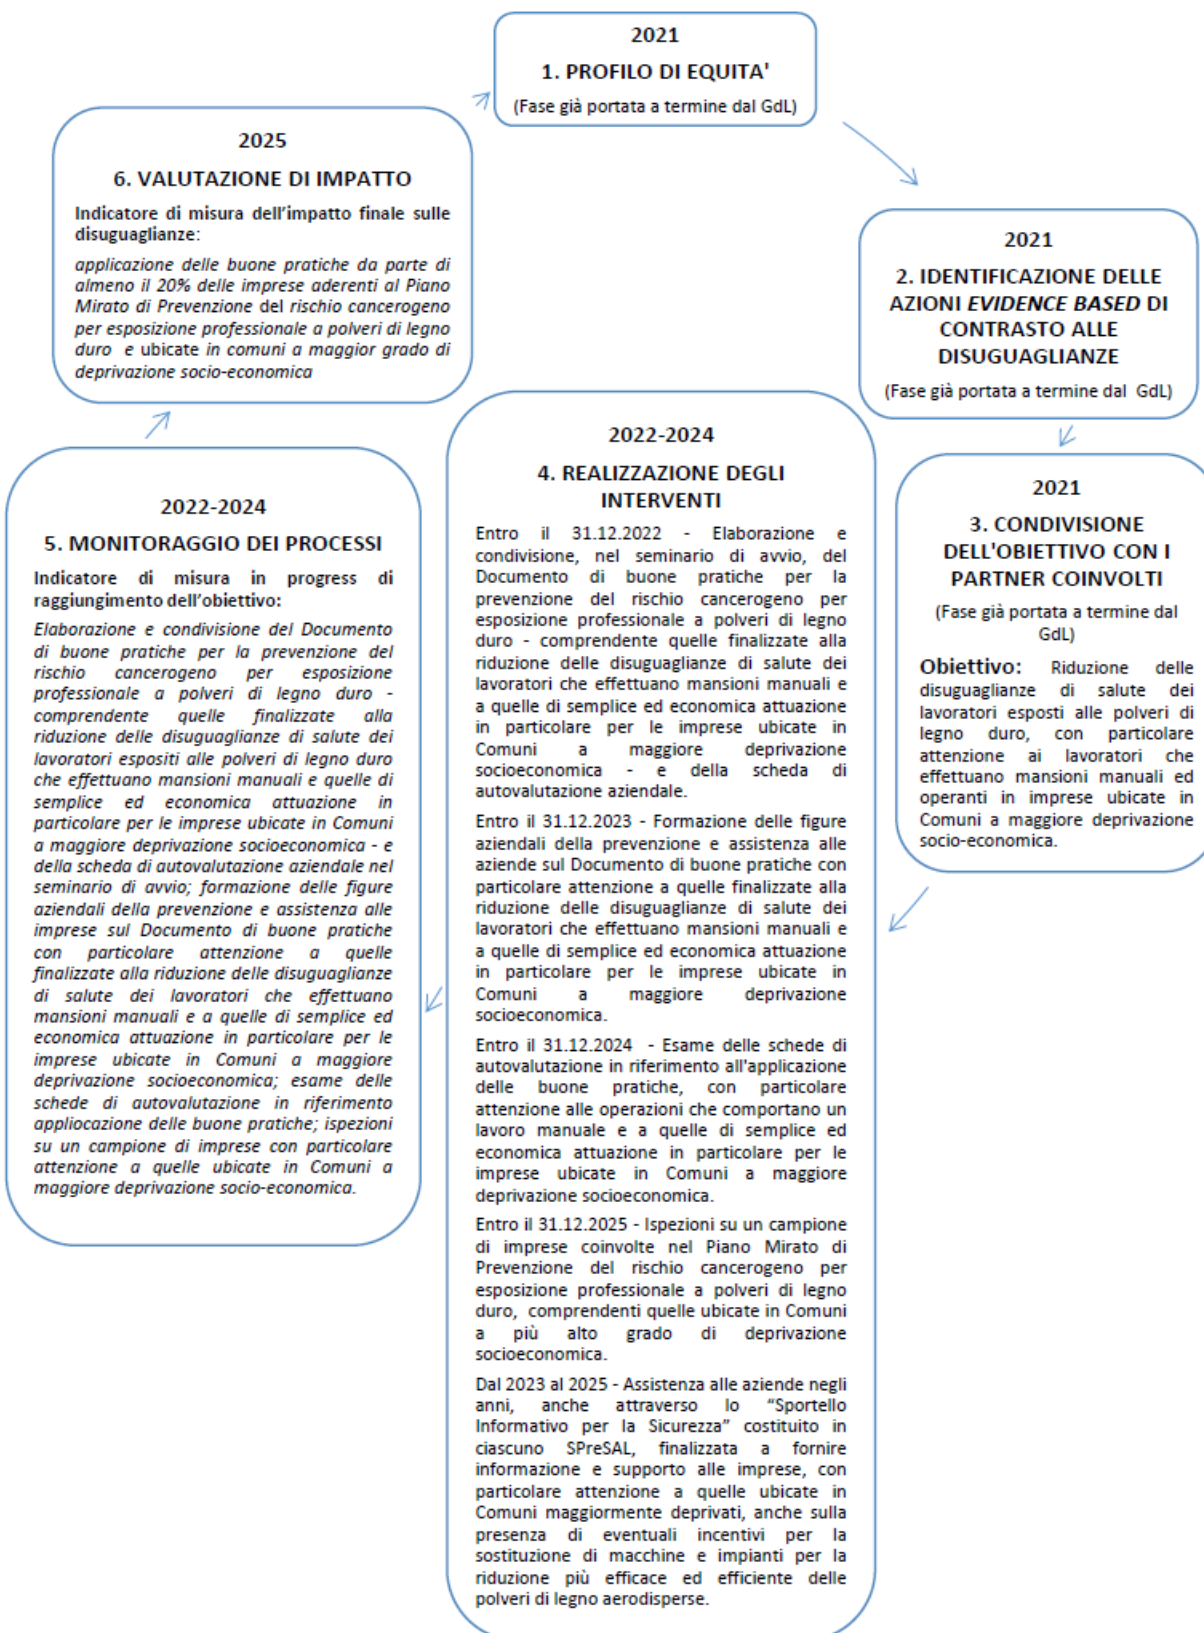 2021
1. PROFILO DI EQUITA'
(Fase già portata a termine dal GdL)
2021
2. IDENTIFICAZIONE DELLE
AZIONI EVIDENCE BASED DI
CONTRASTO ALLE
DISUGUAGLIANZE
(Fase già portata a termine dal GdL)
2021
3. CONDIVISIONE
DELL'OBIETTIVO CON I
PARTNER COINVOLTI
(Fase già portata a termine dal
GdL)
Obiettivo: Riduzione delle
disuguaglianze di salute dei
lavoratori esposti alle polveri di
legno duro, con particolare
attenzione ai lavoratori che
effettuano mansioni manuali ed
operanti in imprese ubicate in
Comuni a maggiore deprivazione
socio-economica.
2022-2024
4. REALIZZAZIONE DEGLI
INTERVENTI
Entro il 31.12.2022 - Elaborazione e
condivisione, nel seminario di avvio, del
Documento di buone pratiche per la
prevenzione del rischio cancerogeno per
esposizione professionale a polveri di legno
duro - comprendente quelle finalizzate alla
riduzione delle disuguaglianze di salute dei
lavoratori che effettuano mansioni manuali e
a quelle di semplice ed economica attuazione
in particolare per le imprese ubicate in
Comuni a maggiore deprivazione
socioeconomica - e della scheda di
autovalutazione aziendale.
Entro il 31.12.2023 - Formazione delle figure
aziendali della prevenzione e assistenza alle
aziende sul Documento di buone pratiche con
particolare attenzione a quelle finalizzate alla
riduzione delle disuguaglianze di salute dei
lavoratori che effettuano mansioni manuali e
a quelle di semplice ed economica attuazione
in particolare per le imprese ubicate in
Comuni a maggiore deprivazione
socioeconomica.
Entro il 31.12.2024 - Esame delle schede di
autovalutazione in riferimento all'applicazione
delle buone pratiche, con particolare
attenzione alle operazioni che comportano un
lavoro manuale e a quelle di semplice ed
economica attuazione in particolare per le
imprese ubicate in Comuni a maggiore
deprivazione socioeconomica.
Entro il 31.12.2025 - Ispezioni su un campione
di imprese coinvolte nel Piano Mirato di
Prevenzione del rischio cancerogeno per
esposizione professionale a polveri di legno
duro, comprendenti quelle ubicate in Comuni
a più alto grado di deprivazione
socioeconomica.
Dal 2023 al 2025 - Assistenza alle aziende negli
anni, anche attraverso lo “Sportello
Informativo per la Sicurezza” costituito in
ciascuno SPreSAL, finalizzata a fornire
informazione e supporto alle imprese, con
particolare attenzione a quelle ubicate in
Comuni maggiormente deprivati, anche sulla
presenza di eventuali incentivi per la
sostituzione di macchine e impianti per la
riduzione più efficace ed efficiente delle
polveri di legno aerodisperse.
2022-2024
5. MONITORAGGIO DEI PROCESSI
Indicatore di misura in progress di
raggiungimento dell’obiettivo:
Elaborazione e condivisione del Documento
di buone pratiche per la prevenzione del
rischio cancerogeno per esposizione
professionale a polveri di legno duro -
comprendente quelle finalizzate alla
riduzione delle disuguaglianze di salute dei
lavoratori espositi alle polveri di legno duro
che effettuano mansioni manuali e quelle di
semplice ed economica attuazione in
particolare per le imprese ubicate in Comuni
a maggiore deprivazione socioeconomica - e
della scheda di autovalutazione aziendale nel
seminario di avvio; formazione delle figure
aziendali della prevenzione e assistenza alle
imprese sul Documento di buone pratiche
con particolare attenzione a quelle
finalizzate alla riduzione delle disuguaglianze
di salute dei lavoratori che effettuano
mansioni manuali e a quelle di semplice ed
economica attuazione in particolare per le
imprese ubicate in Comuni a maggiore
deprivazione socioeconomica; esame delle
schede di autovalutazione in riferimento
appliocazione delle buone pratiche; ispezioni
su un campione di imprese con particolare
attenzione a quelle ubicate in Comuni a
maggiore deprivazione socio-economica.
2025
6. VALUTAZIONE DI IMPATTO
Indicatore di misura dell’impatto finale sulle
disuguaglianze:
applicazione delle buone pratiche da parte di
almeno il 20% delle imprese aderenti al Piano
Mirato di Prevenzione del rischio cancerogeno
per esposizione professionale a polveri di legno
duro e ubicate in comuni a maggior grado di
deprivazione socio-economica